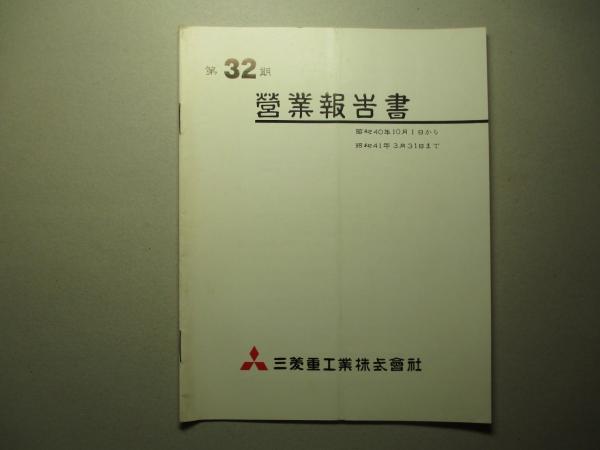 第32期
營業報告書
昭和40年10月1日から
昭和41年3月31日まで
三菱重工業株式會社